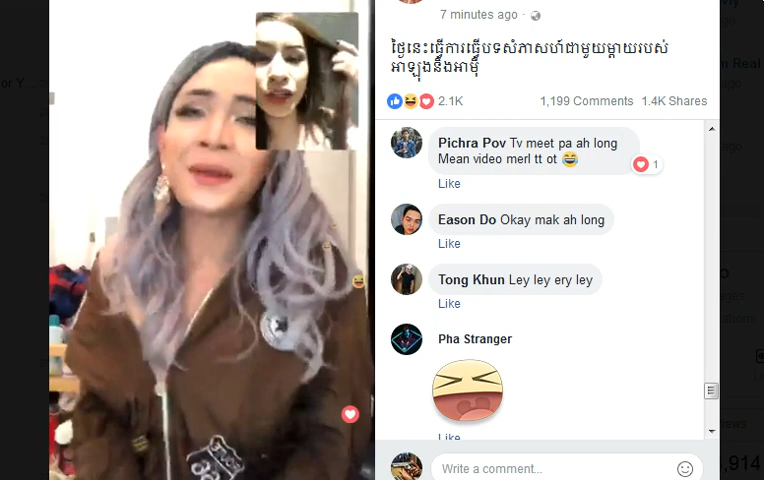 7 minutes ago ·
ថ្ងៃនេះធ្វើការធ្វើបទសំភាសហ៍ជាមួយម្តាយរបស់
អាឡុងនឹងអាម៉ី
2.1K 1,199 Comments 1.4K Shares
Pichra Pov Tv meet pa ah long
Mean video merl tt ot
1
Like
Eason Do Okay mak ah long
Like
Tong Khun Ley ley ery ley
Like
Pha Stranger
Like
Write a comment...